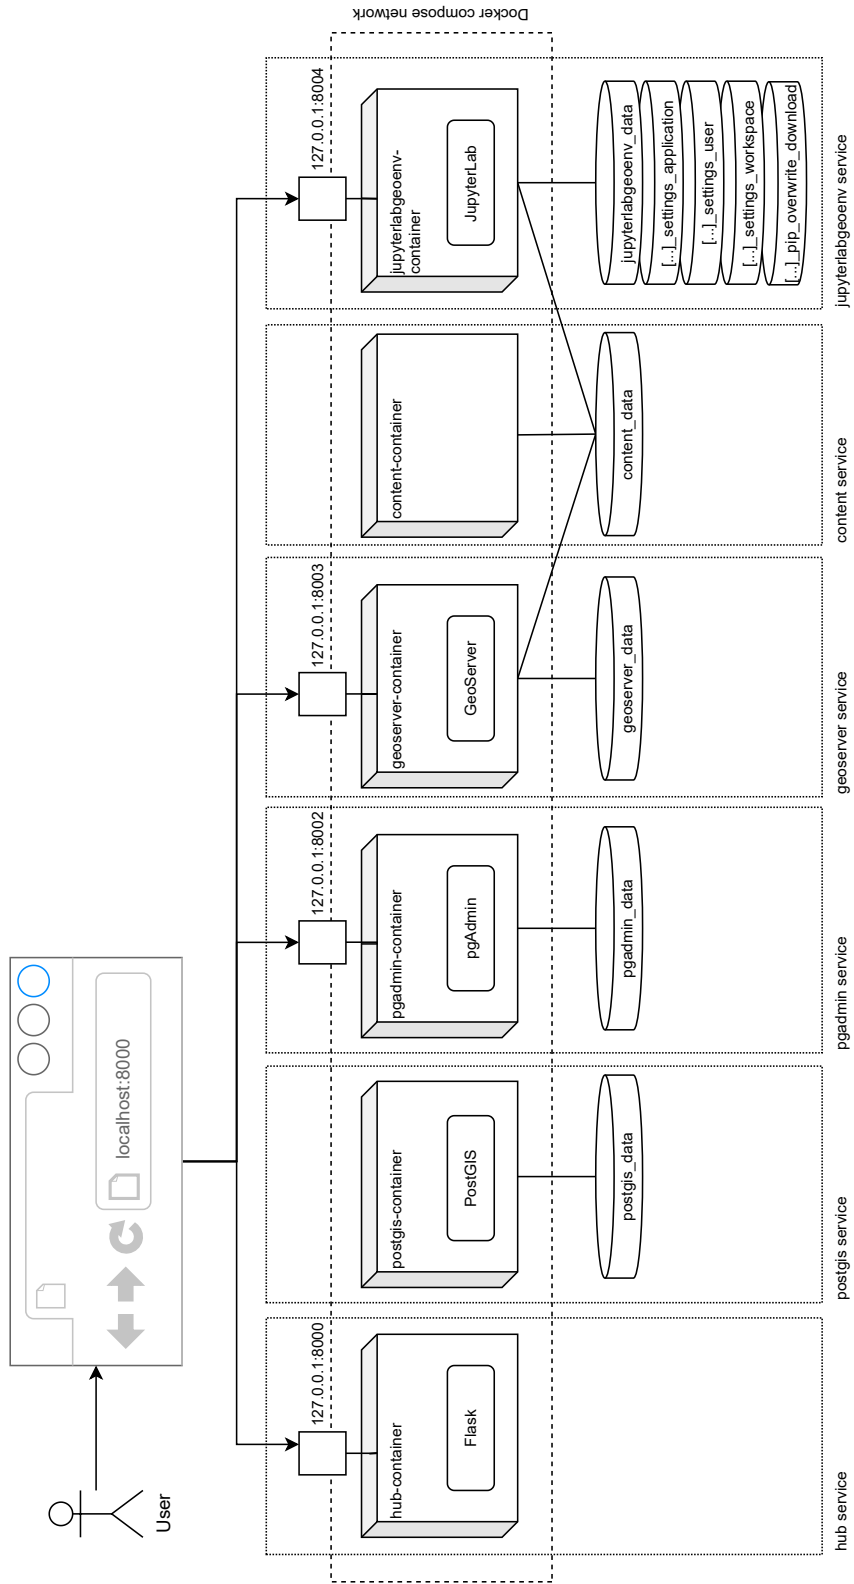 User
localhost:8000
Docker compose network
127.0.0.1:8000
hub-container
Flask
hub service
postgis-container
PostGIS
postgis_data
postgis service
127.0.0.1:8002
pgadmin-container
pgAdmin
pgadmin_data
pgadmin service
127.0.0.1:8003
geoserver-container
GeoServer
geoserver_data
geoserver service
content-container
content_data
content service
127.0.0.1:8004
jupyterlabgeoenv-
container
JupyterLab
jupyterlabgeoenv_data
[...]_settings_application
[...]_settings_user
[...]_settings_workspace
[...]_pip_overwrite_download
jupyterlabgeoenv service